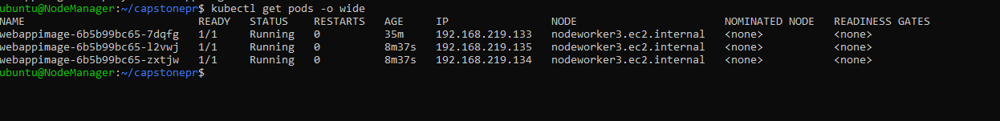 ubuntu@NodeManager:~/capstonepr$ kubectl get pods -o wide
NAME READY STATUS RESTARTS AGE IP NODE NOMINATED NODE READINESS GATES
webappimage-6b5b99bc65-7dqfg 1/1 Running 0 35m 192.168.219.133 nodeworker3.ec2.internal <none> <none>
webappimage-6b5b99bc65-l2vwj 1/1 Running 0 8m37s 192.168.219.135 nodeworker3.ec2.internal <none> <none>
webappimage-6b5b99bc65-zxtjw 1/1 Running 0 8m37s 192.168.219.134 nodeworker3.ec2.internal <none> <none>
ubuntu@NodeManager:~/capstonepr$